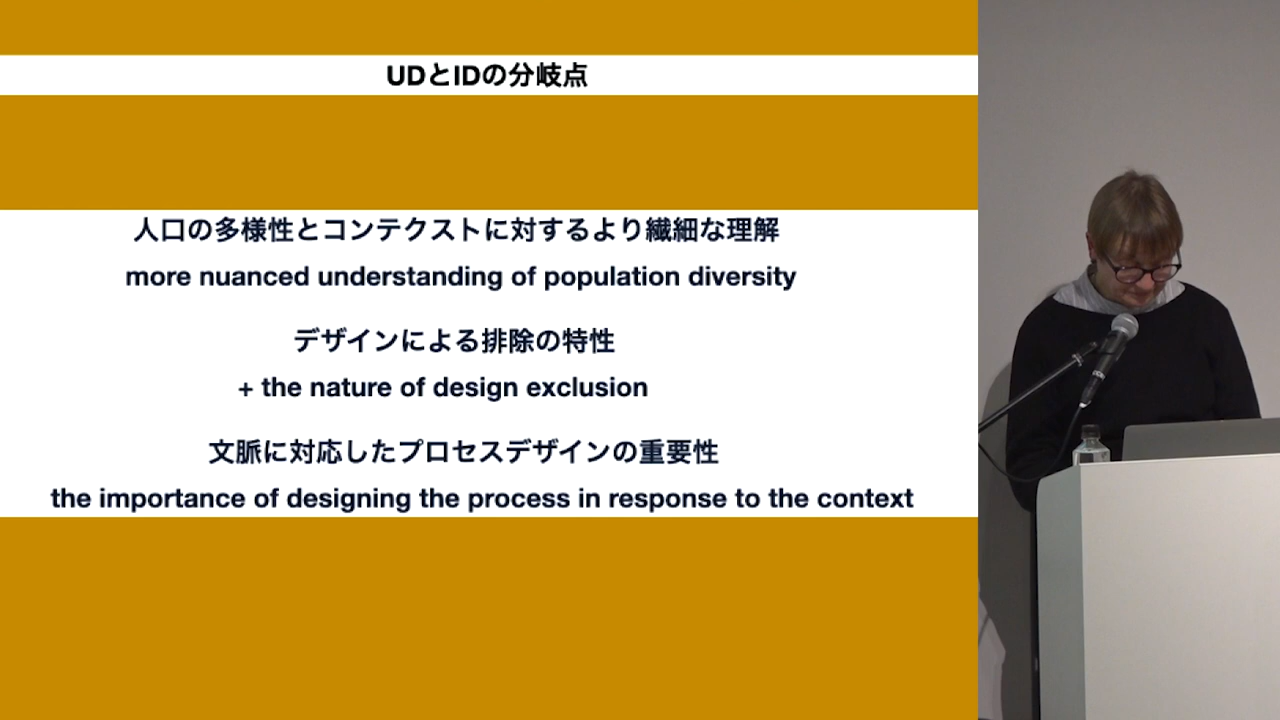 UDとIDの分岐点
人口の多様性とコンテクストに対するより繊細な理解
more nuanced understanding of population diversity
デザインによる排除の特性
+ the nature of design exclusion
文脈に対応したプロセスデザインの重要性
the importance of designing the process in response to the context